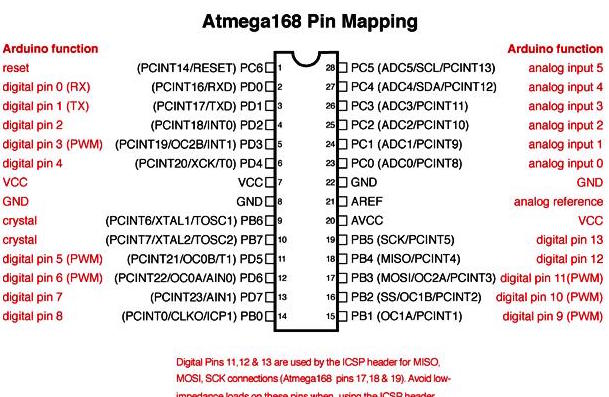 Atmega168 Pin Mapping
Arduino function Arduino function
reset (PCINT14/RESET) PC6 1 28 PC5 (ADC5/SCL/PCINT13) analog input 5
digital pin 0 (RX) (PCINT16/RXD) PD0 2 27 PC4 (ADC4/SDA/PCINT12) analog input 4
digital pin 1 (TX) (PCINT17/TXD) PD1 3 26 PC3 (ADC3/PCINT11) analog input 3
digital pin 2 (PCINT18/INT0) PD2 4 25 PC2 (ADC2/PCINT10) analog input 2
digital pin 3 (PWM) (PCINT19/OC2B/INT1) PD3 5 24 PC1 (ADC1/PCINT9) analog input 1
digital pin 4 (PCINT20/XCK/T0) PD4 6 23 PC0 (ADC0/PCINT8) analog input 0
VCC VCC 7 22 GND GND
GND GND 8 21 AREF analog reference
crystal (PCINT6/XTAL1/TOSC1) PB6 9 20 AVCC VCC
crystal (PCINT7/XTAL2/TOSC2) PB7 10 19 PB5 (SCK/PCINT5) digital pin 13
digital pin 5 (PWM) (PCINT21/OC0B/T1) PD5 11 18 PB4 (MISO/PCINT4) digital pin 12
digital pin 6 (PWM) (PCINT22/OC0A/AIN0) PD6 12 17 PB3 (MOSI/OC2A/PCINT3) digital pin 11(PWM)
digital pin 7 (PCINT23/AIN1) PD7 13 16 PB2 (SS/OC1B/PCINT2) digital pin 10 (PWM)
digital pin 8 (PCINT0/CLKO/ICP1) PB0 14 15 PB1 (OC1A/PCINT1) digital pin 9 (PWM)
Digital Pins 11,12 & 13 are used by the ICSP header for MISO,
MOSI, SCK connections (Atmega168 pins 17,18 & 19). Avoid low-
impedance loads on these pins when using the ICSP header.